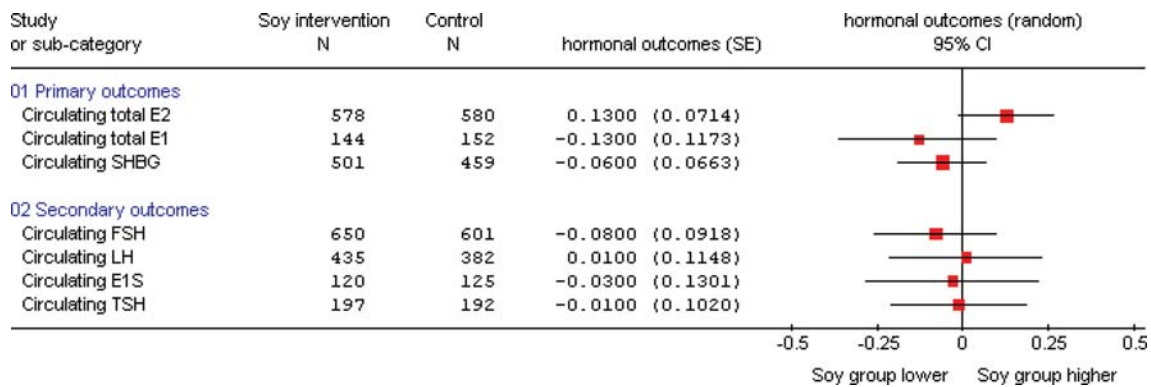 Study Soy intervention Control hormonal outcomes (random)
or sub-category N N hormonal outcomes (SE) 95% CI
01 Primary outcomes
Circulating total E2 578 580 0.1300 (0.0714)
Circulating total E1 144 152 -0.1300 (0.1173)
Circulating SHBG 501 459 -0.0600 (0.0663)
02 Secondary outcomes
Circulating FSH 650 601 -0.0800 (0.0918)
Circulating LH 435 382 0.0100 (0.1148)
Circulating E1S 120 125 -0.0300 (0.1301)
Circulating TSH 197 192 -0.0100 (0.1020)
-0.5 -0.25 0 0.25 0.5
Soy group lower Soy group higher